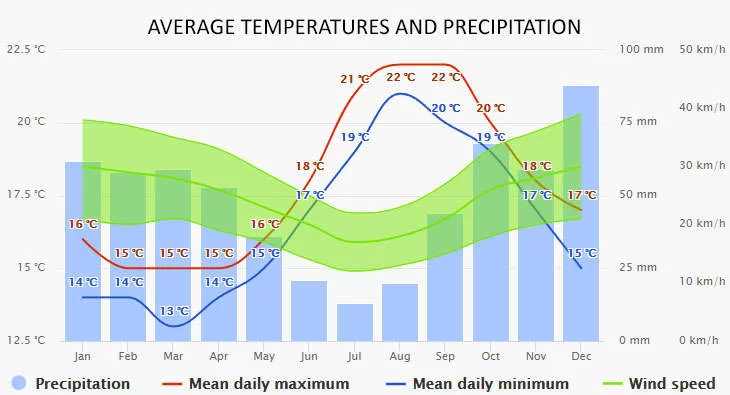 AVERAGE TEMPERATURES AND PRECIPITATION
22.5 °C 100 mm 50 km/h
22 °C 22 °C
21 °C
20 °C 20 °C 40 km/h
20 °C 19 °C 19 °C 75 mm
18 °C 18 °C 30 km/h
17.5 °C 17 °C 17 °C 17 °C 50 mm
16 °C 16 °C 20 km/h
15 °C 15 °C 15 °C 15 °C 15 °C
15 °C 25 mm
14 °C 14 °C 14 °C 10 km/h
13 °C
12.5 °C 0 mm 0 km/h
Jan Feb Mar Apr May Jun Jul Aug Sep Oct Nov Dec
Precipitation Mean daily maximum Mean daily minimum Wind speed